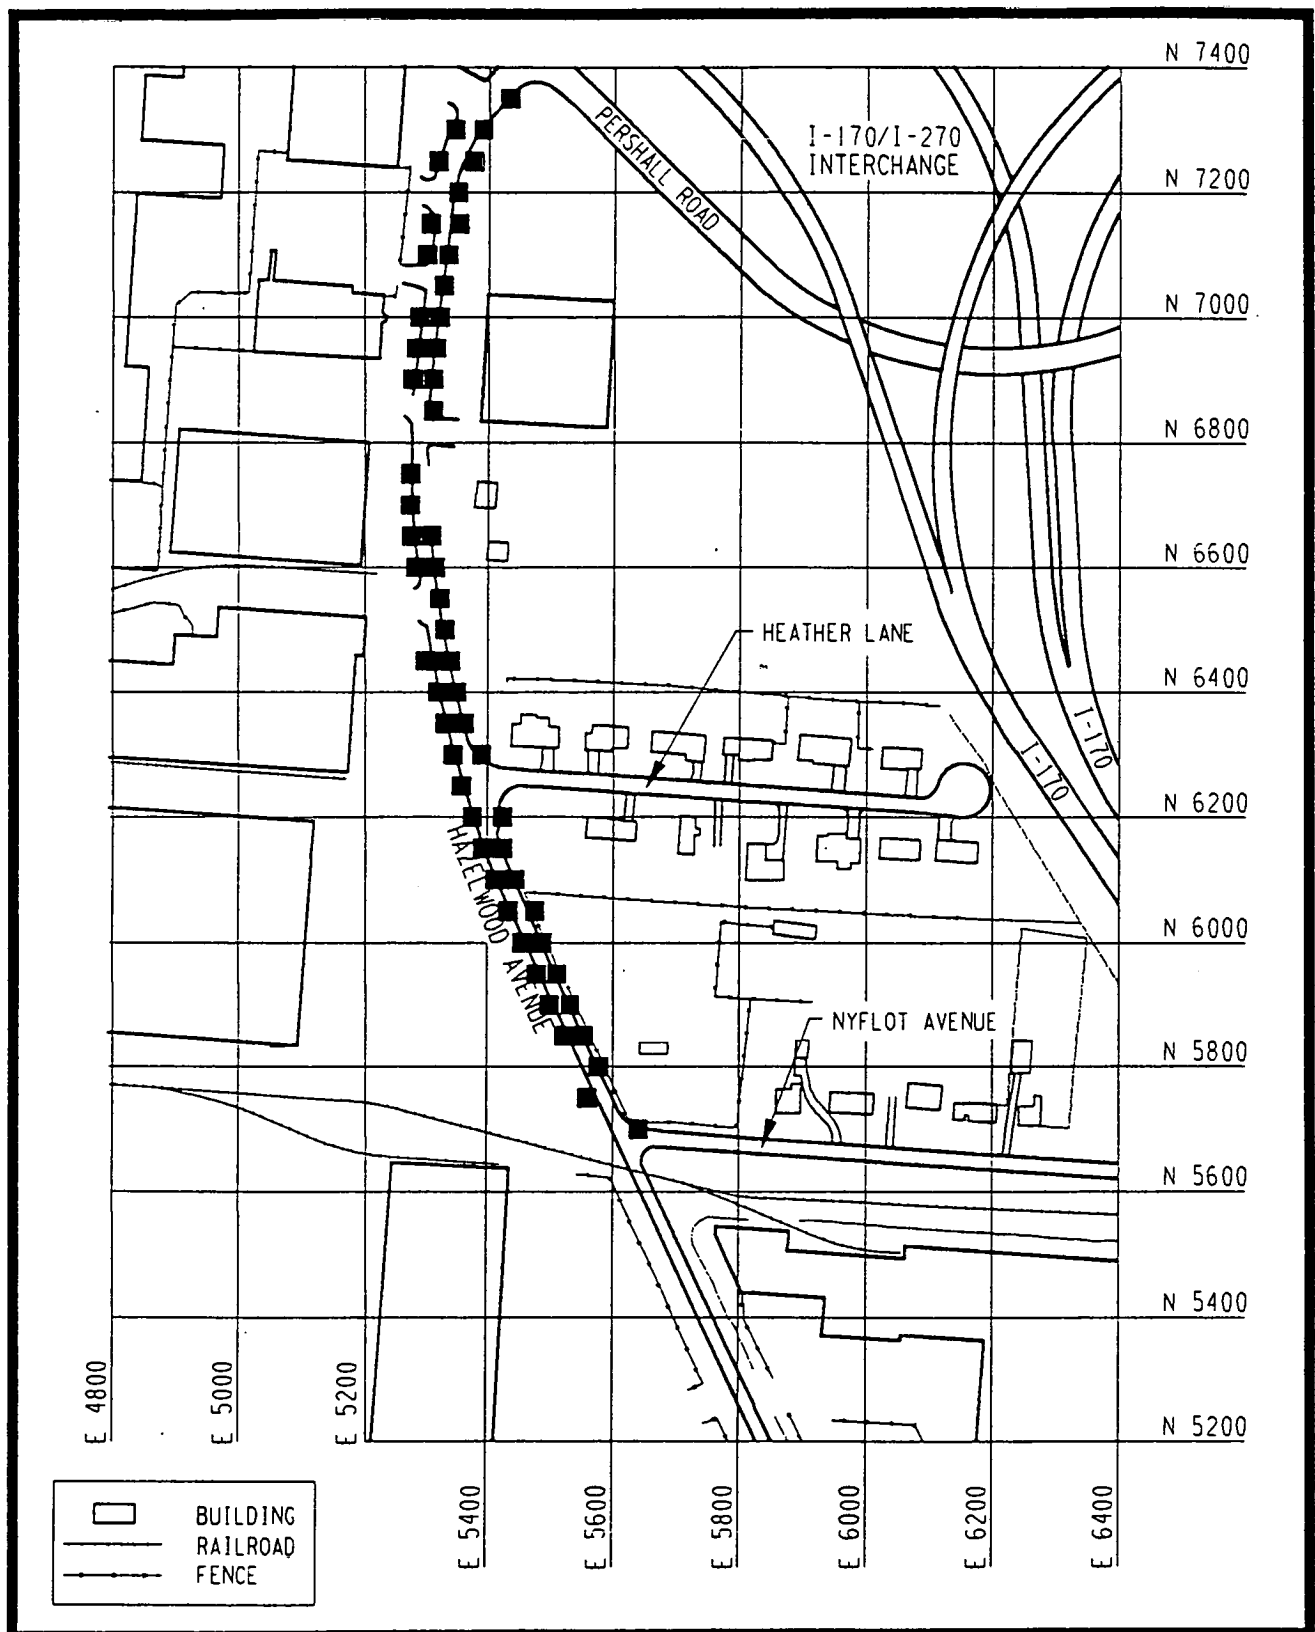 N 7400
I-170/I-270
INTERCHANGE
PERSHALL ROAD
N 7200
N 7000
N 6800
N 6600
HEATHER LANE
N 6400
I-170
I-170
N 6200
HAZELWOOD AVENUE
N 6000
NYFLOT AVENUE
N 5800
N 5600
N 5400
E 4800
E 5000
E 5200
N 5200
E 5400
E 5600
E 5800
E 6000
E 6200
E 6400
BUILDING
RAILROAD
FENCE